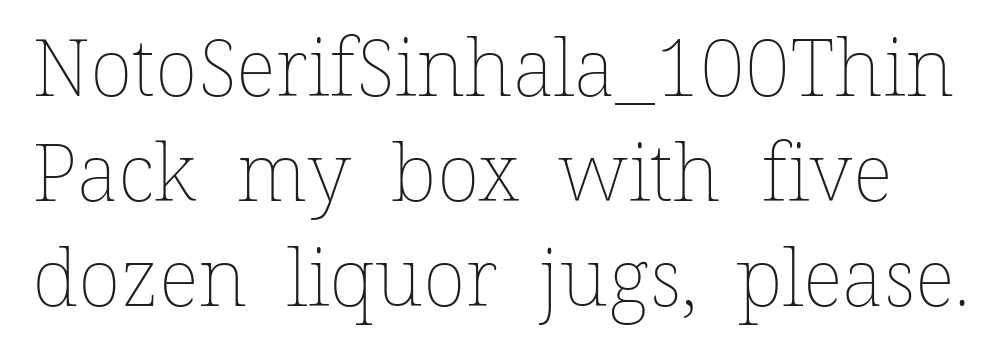 NotoSerifSinhala_100Thin
Pack my box with five
dozen liquor jugs, please.